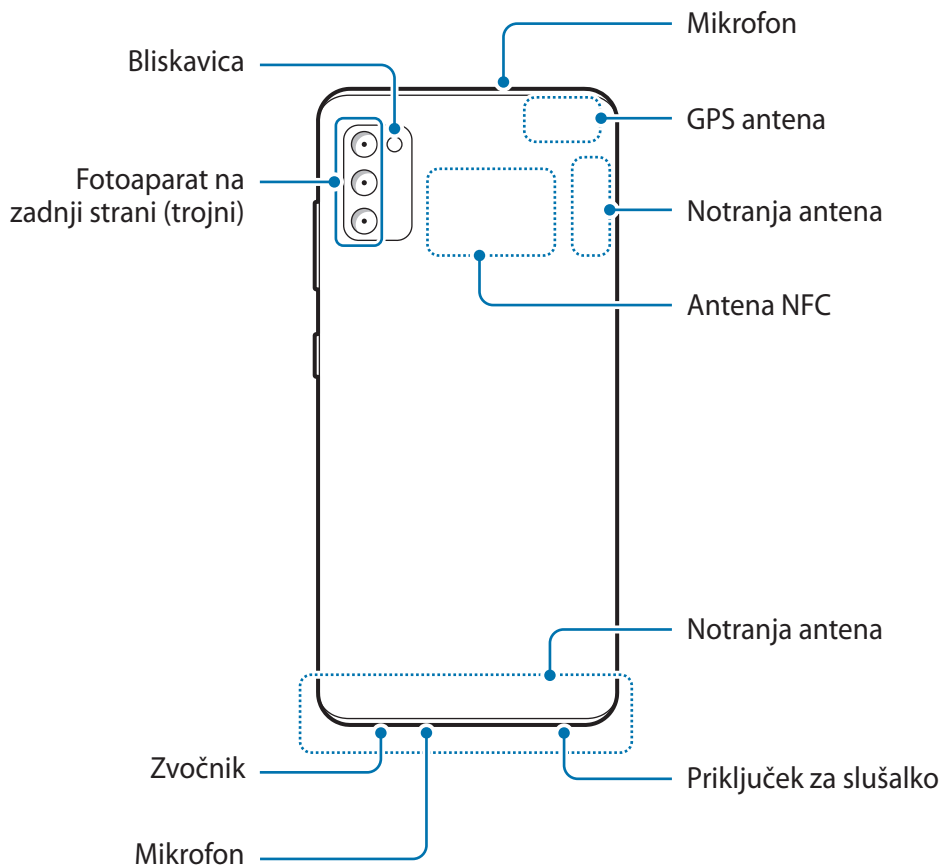 Mikrofon
Bliskavica
GPS antena
Fotoaparat na
zadnji strani (trojni)
Notranja antena
Antena NFC
Notranja antena
Zvočnik
Priključek za slušalko
Mikrofon